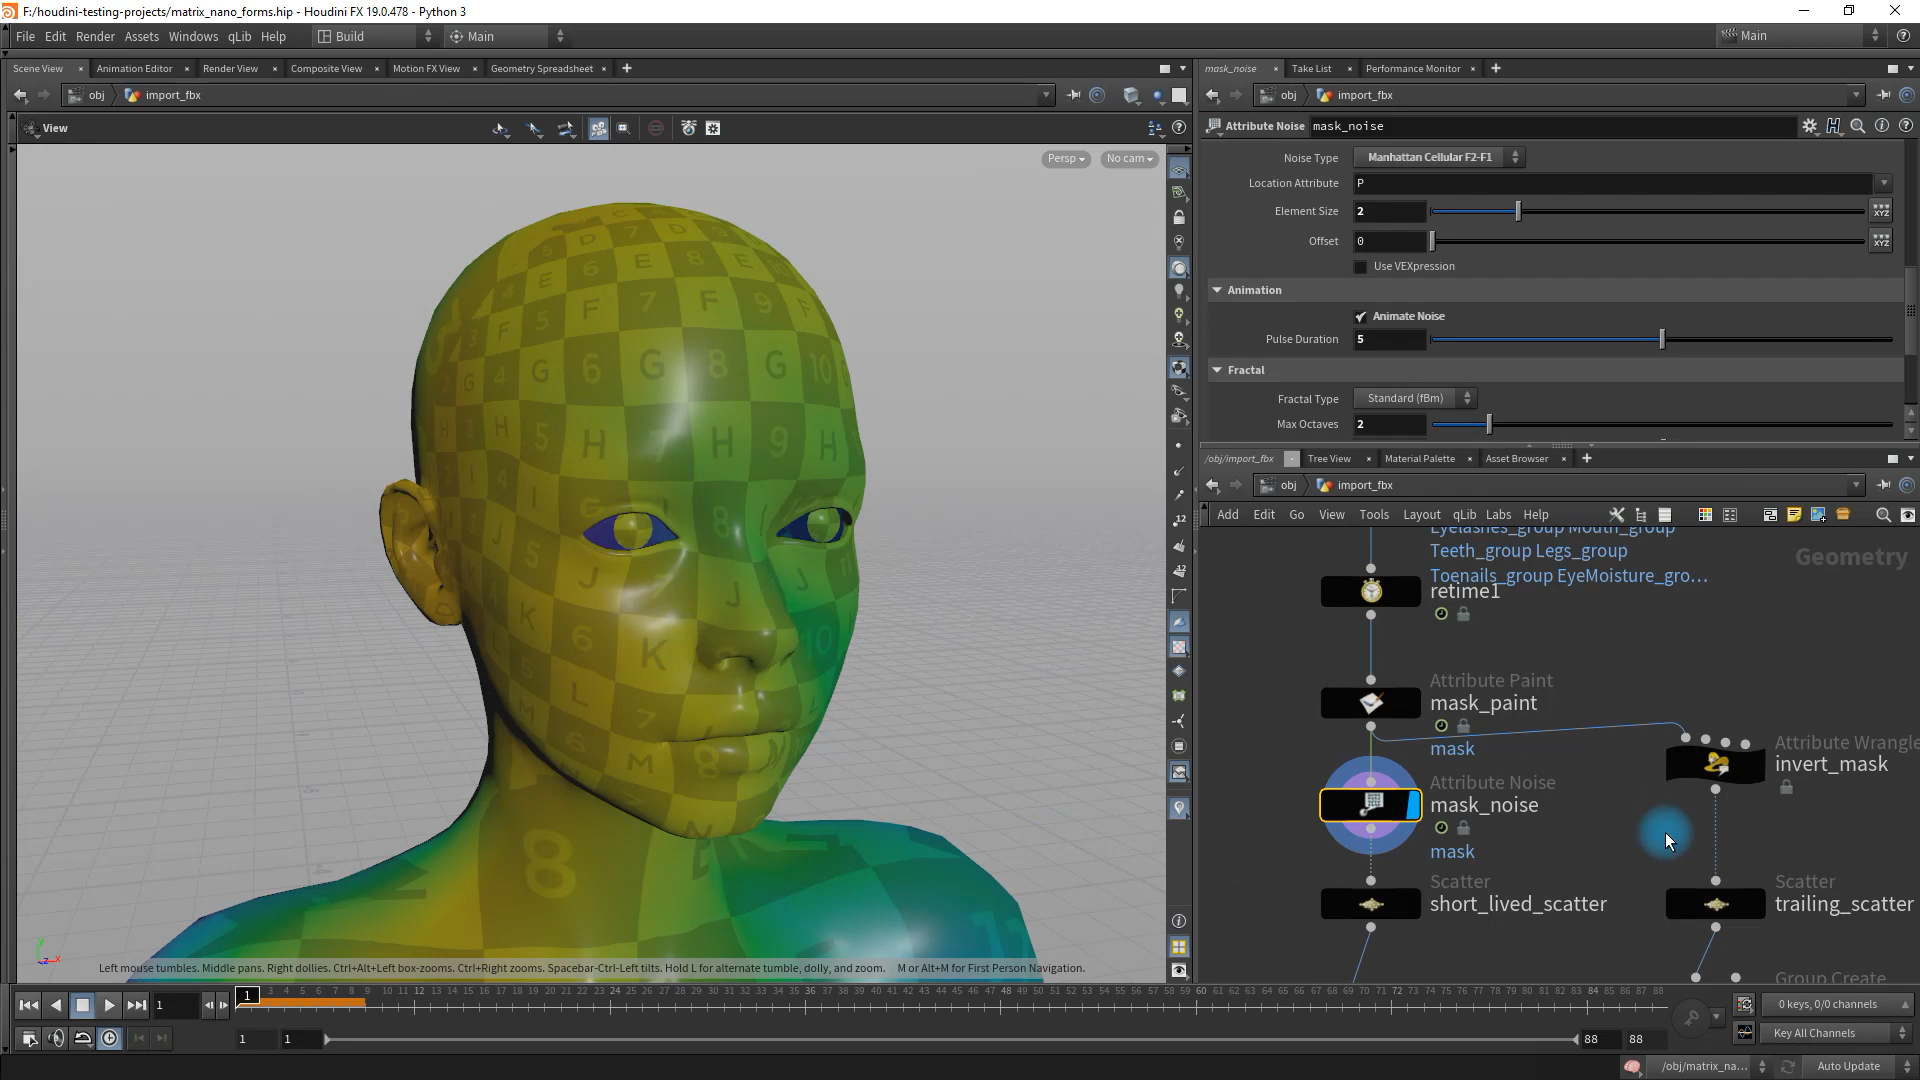 F:/houdini-testing-projects/matrix_nano_forms.hip - Houdini FX 19.0.478 - Python 3
File Edit Render Assets Windows qLib Help Build Main Main
Scene View Animation Editor Render View Composite View Motion FX View Geometry Spreadsheet
obj import_fbx
View
Persp No cam
Left mouse tumbles. Middle pans. Right dollies. Ctrl+Alt+Left box-zooms. Ctrl+Right zooms. Spacebar-Ctrl-Left tilts. Hold L for alternate tumble, dolly, and zoom. M or Alt+M for First Person Navigation.
mask_noise Take List Performance Monitor
obj import_fbx
Attribute Noise mask_noise
Noise Type Manhattan Cellular F2-F1
Location Attribute P
Element Size 2
Offset 0
Use VEXpression
Animation
Animate Noise
Pulse Duration 5
Fractal
Fractal Type Standard (fBm)
Max Octaves 2
/obj/import_fbx Tree View Material Palette Asset Browser
obj import_fbx
Add Edit Go View Tools Layout qLib Labs Help
Geometry
Eyelashes_group Mouth_group
Teeth_group Legs_group
Toenails_group EyeMoisture_gro...
retime1
Attribute Paint
mask_paint
mask
Attribute Wrangle
invert_mask
Attribute Noise
mask_noise
mask
Scatter
short_lived_scatter
Scatter
trailing_scatter
Group Create
1 1
0 keys, 0/0 channels
1 1 88 88
Key All Channels
/obj/matrix_na... Auto Update